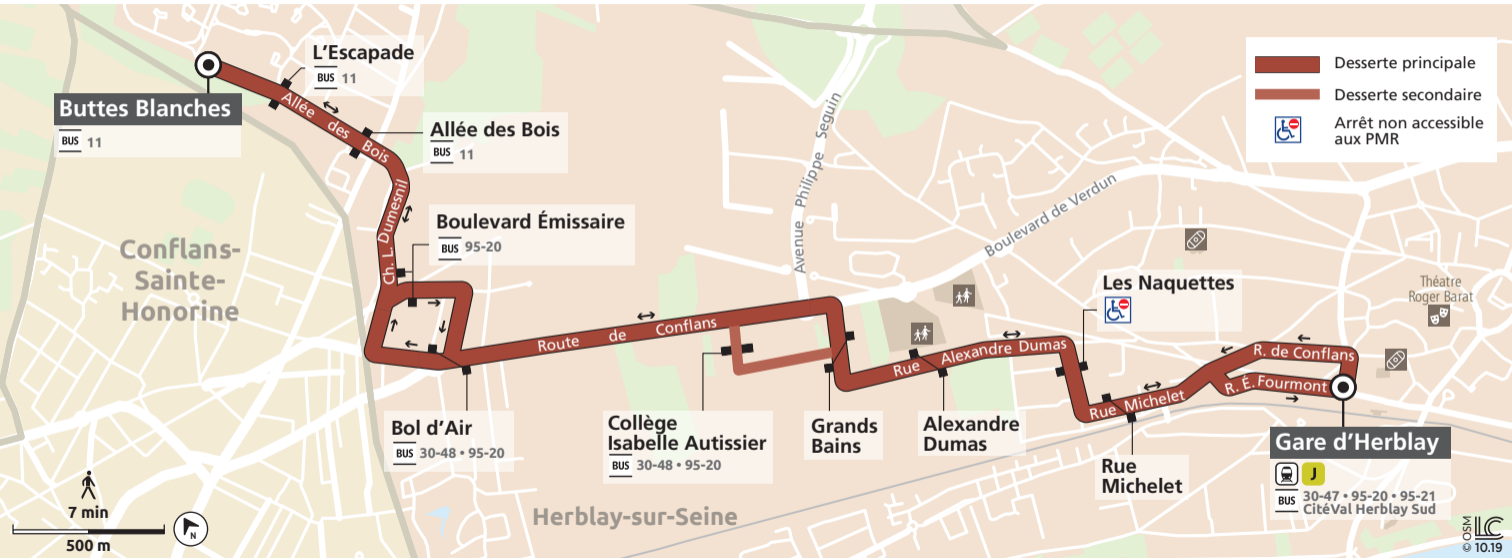 L'Escapade
BUS 11
Buttes Blanches
BUS 11
Allée des Bois
Allée des Bois
BUS 11
Ch. L. Dumesnil
Boulevard Émissaire
BUS 95-20
Conflans-
Sainte-
Honorine
Avenue Philippe Seguin
Boulevard de Verdun
Desserte principale
Desserte secondaire
Arrêt non accessible
aux PMR
Théatre
Roger Barat
Les Naquettes
Route de Conflans
Rue Alexandre Dumas
R. de Conflans
R. É. Fourmont
Rue Michelet
Bol d'Air
BUS 30-48 • 95-20
Collège
Isabelle Autissier
BUS 30-48 • 95-20
Grands
Bains
Alexandre
Dumas
Rue
Michelet
Gare d'Herblay
J
BUS 30-47 • 95-20 • 95-21
CitéVal Herblay Sud
Herblay-sur-Seine
7 min
500 m
N
© OSM
LC
10.19